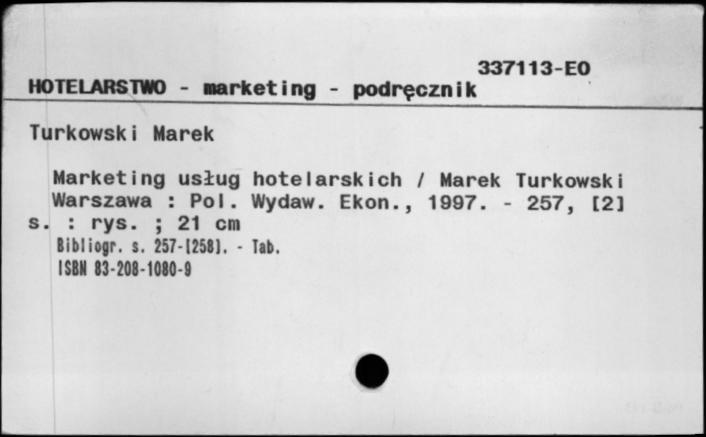 337113-EO
HOTELARSTWO - marketing - podręcznik
Turkowski Marek
Marketing usług hotelarskich / Marek Turkowski
Warszawa : Pol. Wydaw. Ekon., 1997. - 257, [2]
s. : rys. ; 21 cm
Bibliogr. s. 257-[258]. - Tab.
ISBN 83-208-1080-9